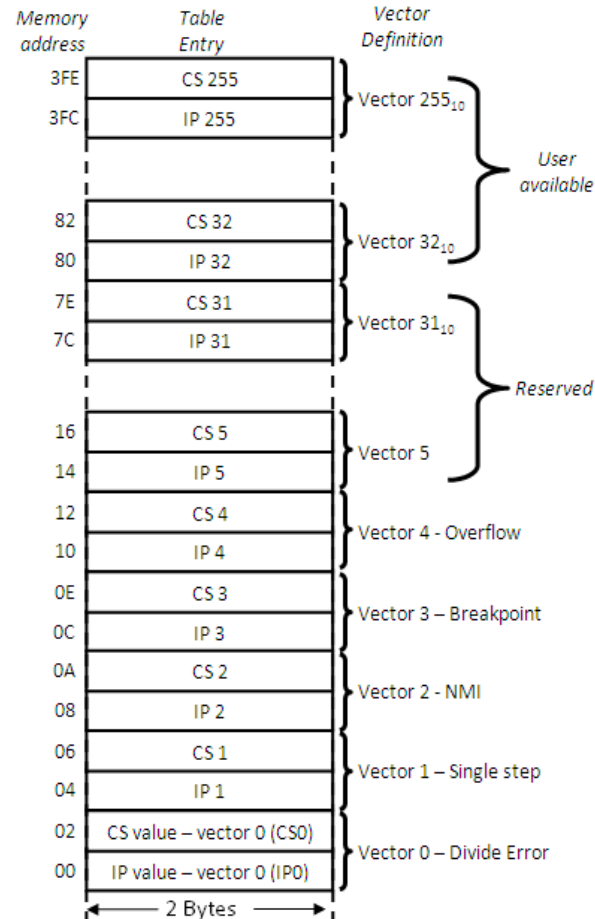 Memory address
Table Entry
Vector Definition
3FE CS 255
3FC IP 255
Vector 255₁₀
User available
82 CS 32
80 IP 32
Vector 32₁₀
7E CS 31
7C IP 31
Vector 31₁₀
Reserved
16 CS 5
14 IP 5
Vector 5
12 CS 4
10 IP 4
Vector 4 - Overflow
0E CS 3
0C IP 3
Vector 3 – Breakpoint
0A CS 2
08 IP 2
Vector 2 - NMI
06 CS 1
04 IP 1
Vector 1 – Single step
02 CS value – vector 0 (CS0)
00 IP value – vector 0 (IP0)
Vector 0 – Divide Error
2 Bytes